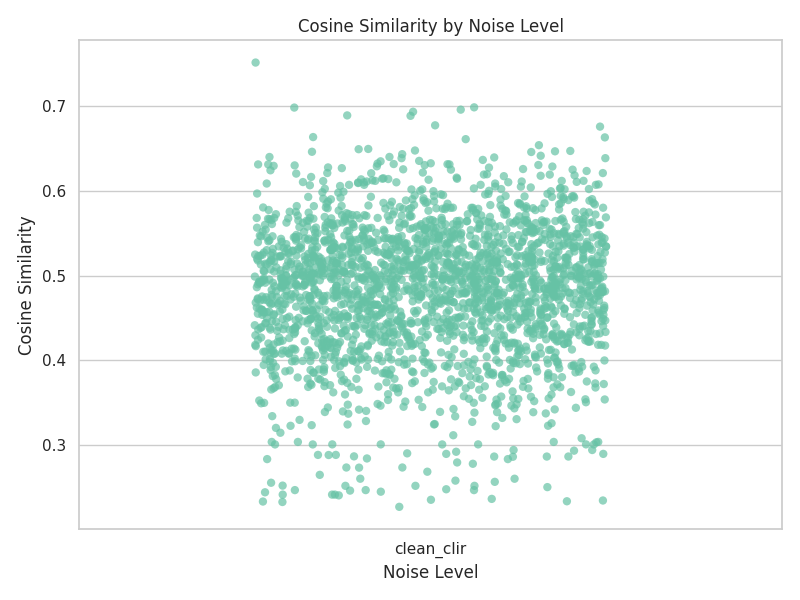 Cosine Similarity by Noise Level
Cosine Similarity
0.7
0.6
0.5
0.4
0.3
clean_clir
Noise Level